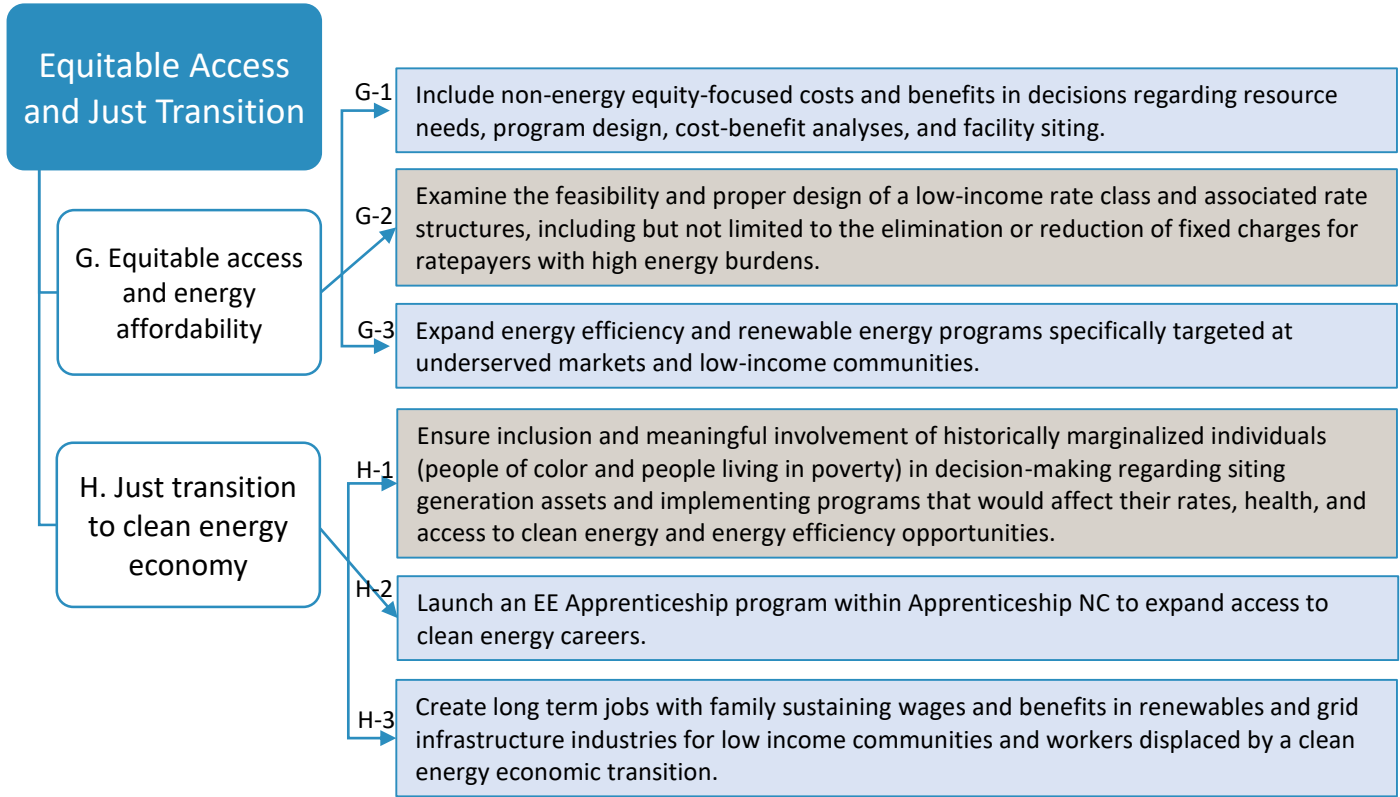 Equitable Access
and Just Transition
G. Equitable access
and energy
affordability
G-1
Include non-energy equity-focused costs and benefits in decisions regarding resource
needs, program design, cost-benefit analyses, and facility siting.
G-2
Examine the feasibility and proper design of a low-income rate class and associated rate
structures, including but not limited to the elimination or reduction of fixed charges for
ratepayers with high energy burdens.
G-3
Expand energy efficiency and renewable energy programs specifically targeted at
underserved markets and low-income communities.
H. Just transition
to clean energy
economy
H-1
Ensure inclusion and meaningful involvement of historically marginalized individuals
(people of color and people living in poverty) in decision-making regarding siting
generation assets and implementing programs that would affect their rates, health, and
access to clean energy and energy efficiency opportunities.
H-2
Launch an EE Apprenticeship program within Apprenticeship NC to expand access to
clean energy careers.
H-3
Create long term jobs with family sustaining wages and benefits in renewables and grid
infrastructure industries for low income communities and workers displaced by a clean
energy economic transition.